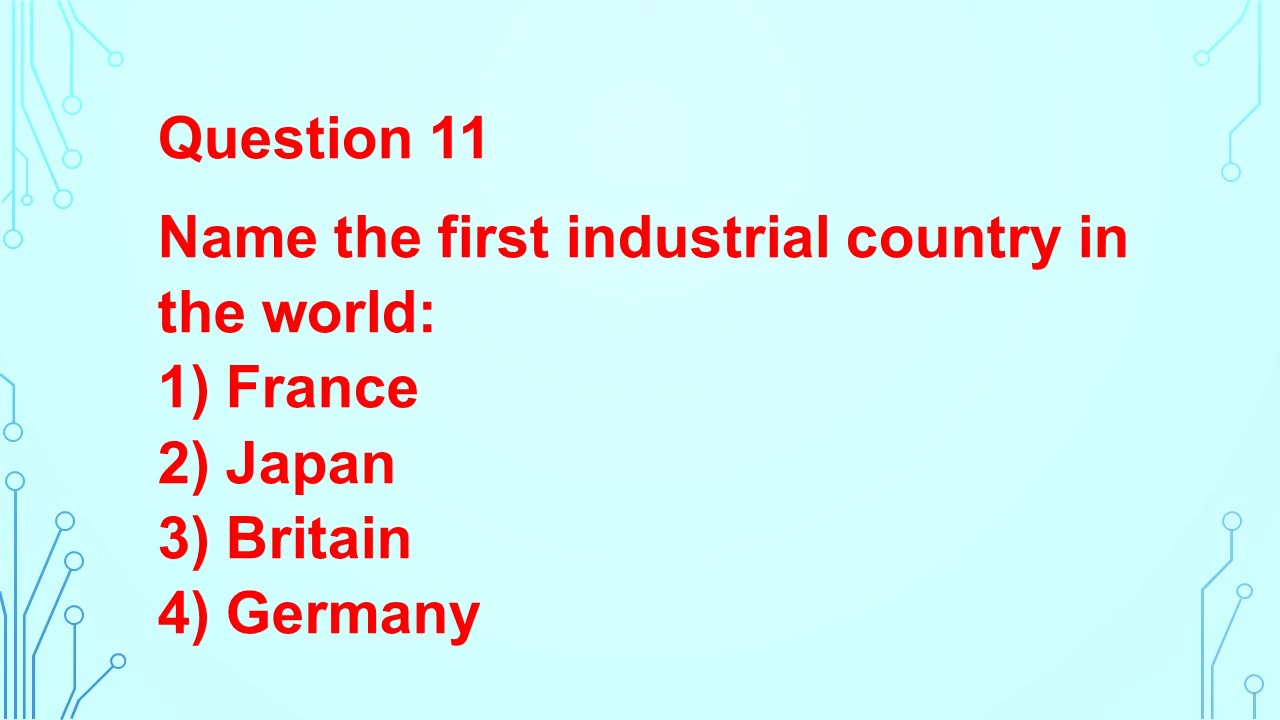 Question 11
Name the first industrial country in
the world:
1) France
2) Japan
3) Britain
4) Germany